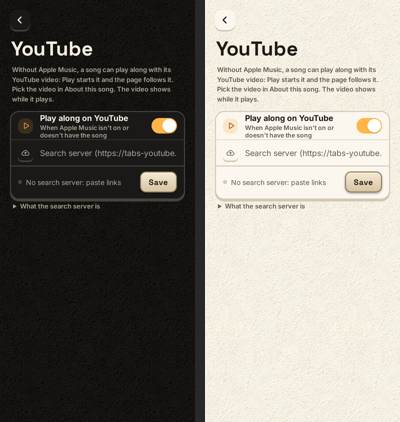 YouTube
Without Apple Music, a song can play along with its
YouTube video: Play starts it and the page follows it.
Pick the video in About this song. The video shows
while it plays.
Play along on YouTube
When Apple Music isn't on or
doesn't have the song
Search server (https://tabs-youtube.
No search server: paste links
Save
▶ What the search server is
YouTube
Without Apple Music, a song can play along with its
YouTube video: Play starts it and the page follows it.
Pick the video in About this song. The video shows
while it plays.
Play along on YouTube
When Apple Music isn't on or
doesn't have the song
Search server (https://tabs-youtube.
No search server: paste links
Save
▶ What the search server is